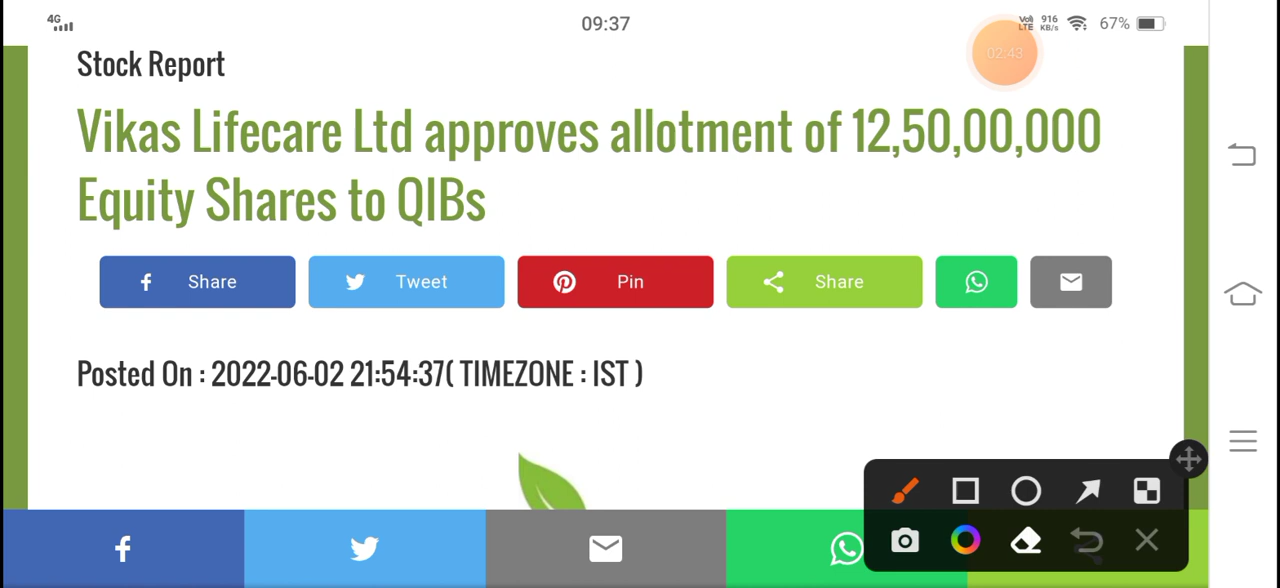 4G
09:37
Vo)) LTE
916 KB/s
67%
02:43
Stock Report
Vikas Lifecare Ltd approves allotment of 12,50,00,000
Equity Shares to QIBs
Share
Tweet
Pin
Share
Posted On : 2022-06-02 21:54:37( TIMEZONE : IST )